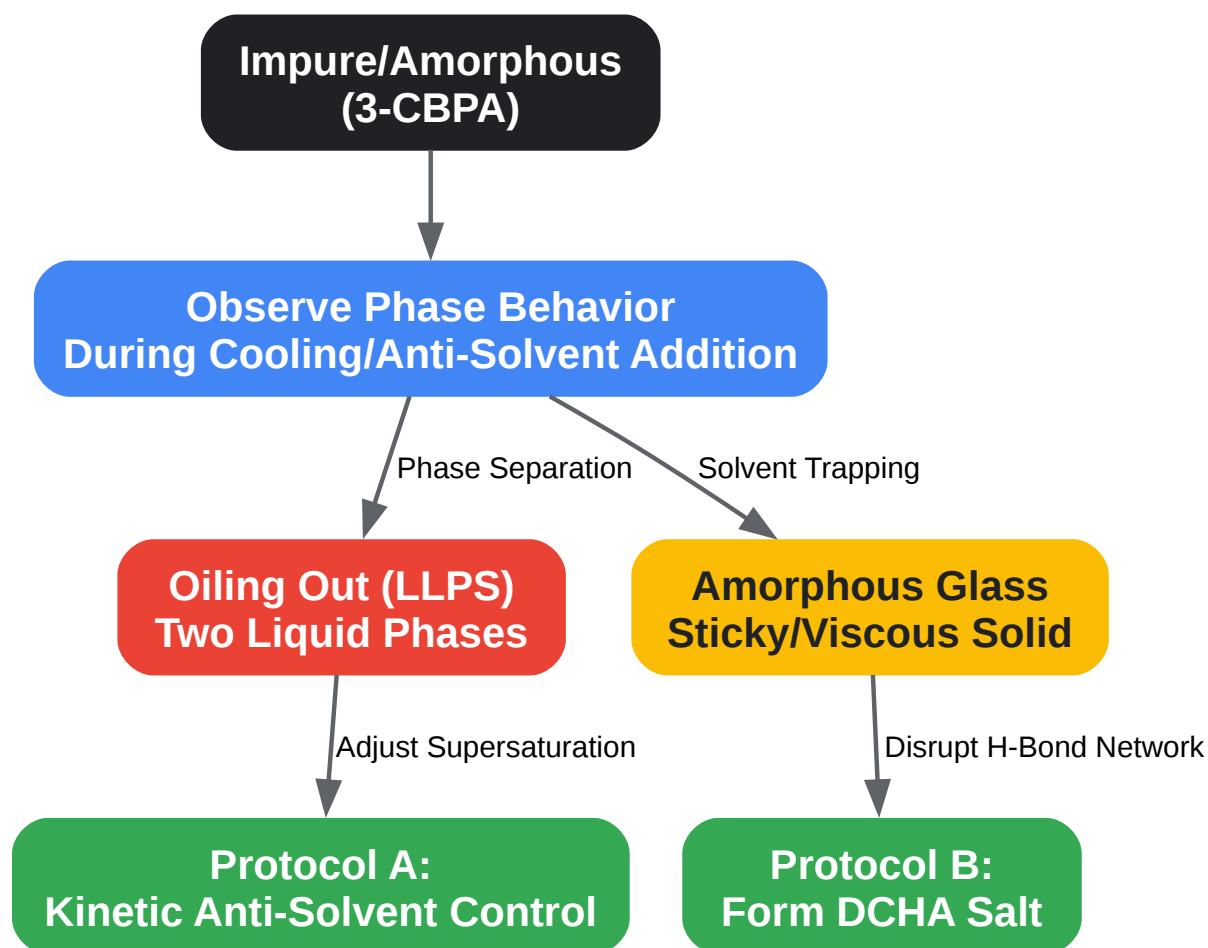 Impure/Amorphous
(3-CBPA)
Observe Phase Behavior
During Cooling/Anti-Solvent Addition
Phase Separation
Solvent Trapping
Oiling Out (LLPS)
Two Liquid Phases
Amorphous Glass
Sticky/Viscous Solid
Adjust Supersaturation
Disrupt H-Bond Network
Protocol A:
Kinetic Anti-Solvent Control
Protocol B:
Form DCHA Salt